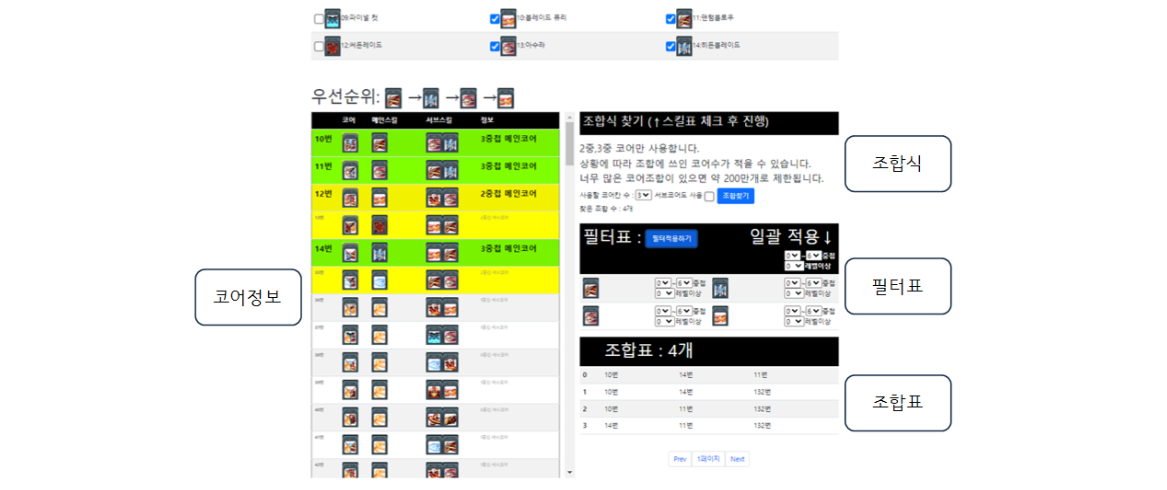 09:파이널 컷
10:블레이드 퓨리
11:팬텀블로우
12:써든레이드
13:아수라
14:히든블레이드
우선순위: → → →
코어 메인스킬 서브스킬 정보
10번 3중첩 메인코어
11번 3중첩 메인코어
12번 2중첩 메인코어
14번 3중첩 메인코어
코어정보
조합식 찾기 (↑스킬표 체크 후 진행)
2중,3중 코어만 사용합니다.
상황에 따라 조합에 쓰인 코어수가 적을 수 있습니다.
너무 많은 코어조합이 있으면 약 200만개로 제한됩니다.
사용할 코어칸 수 : 3 서브코어도 사용 조합찾기
찾은 조합 수 : 4개
조합식
필터표 : 필터적용하기 일괄 적용↓
0 ~ 6 중첩
0 레벨이상
0 ~ 6 중첩 0 ~ 6 중첩
0 레벨이상 0 레벨이상
0 ~ 6 중첩 0 ~ 6 중첩
0 레벨이상 0 레벨이상
필터표
조합표 : 4개
0 10번 14번 11번
1 10번 14번 132번
2 10번 11번 132번
3 14번 11번 132번
조합표
Prev 1페이지 Next